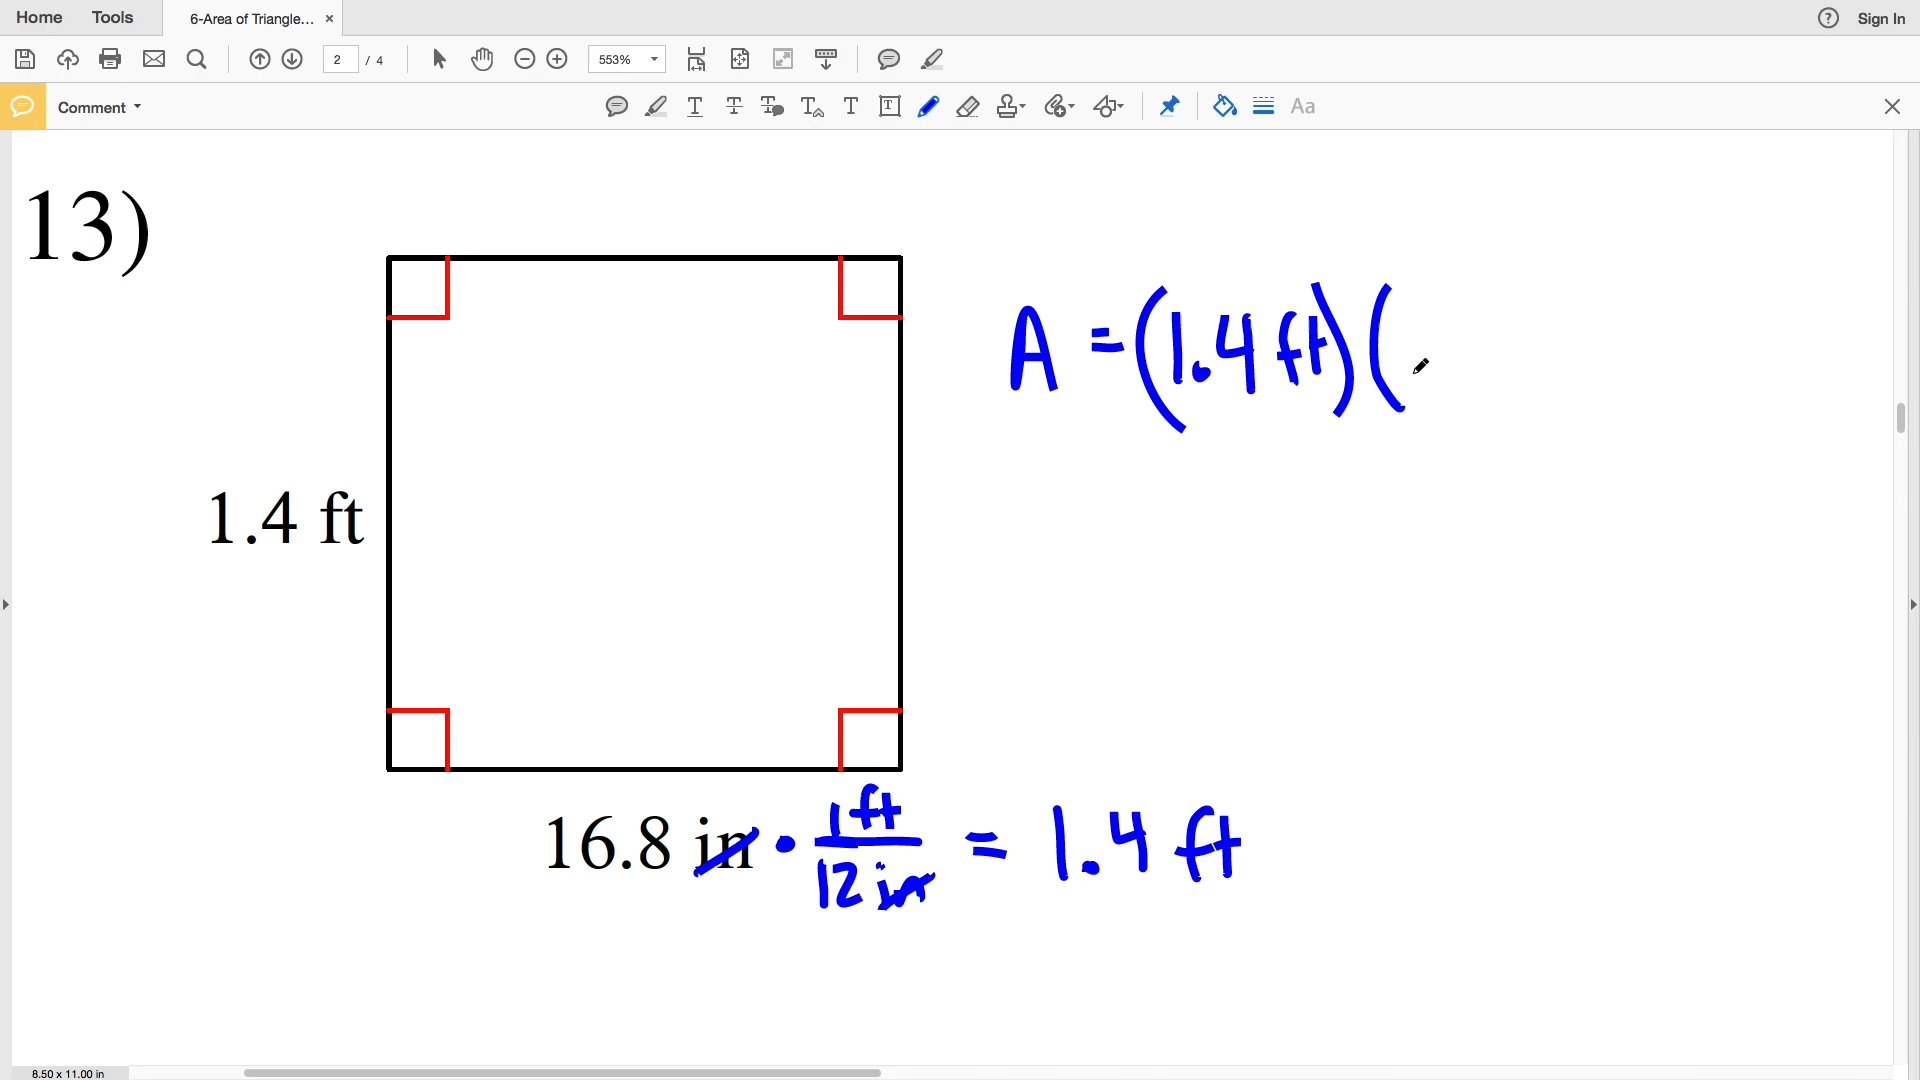 Home Tools 6-Area of Triangle... × ? Sign In
2 / 4 553%
Comment Aa
13)
A = (1.4 ft)(
1.4 ft
16.8 in • 1 ft / 12 in = 1.4 ft
8.50 x 11.00 in